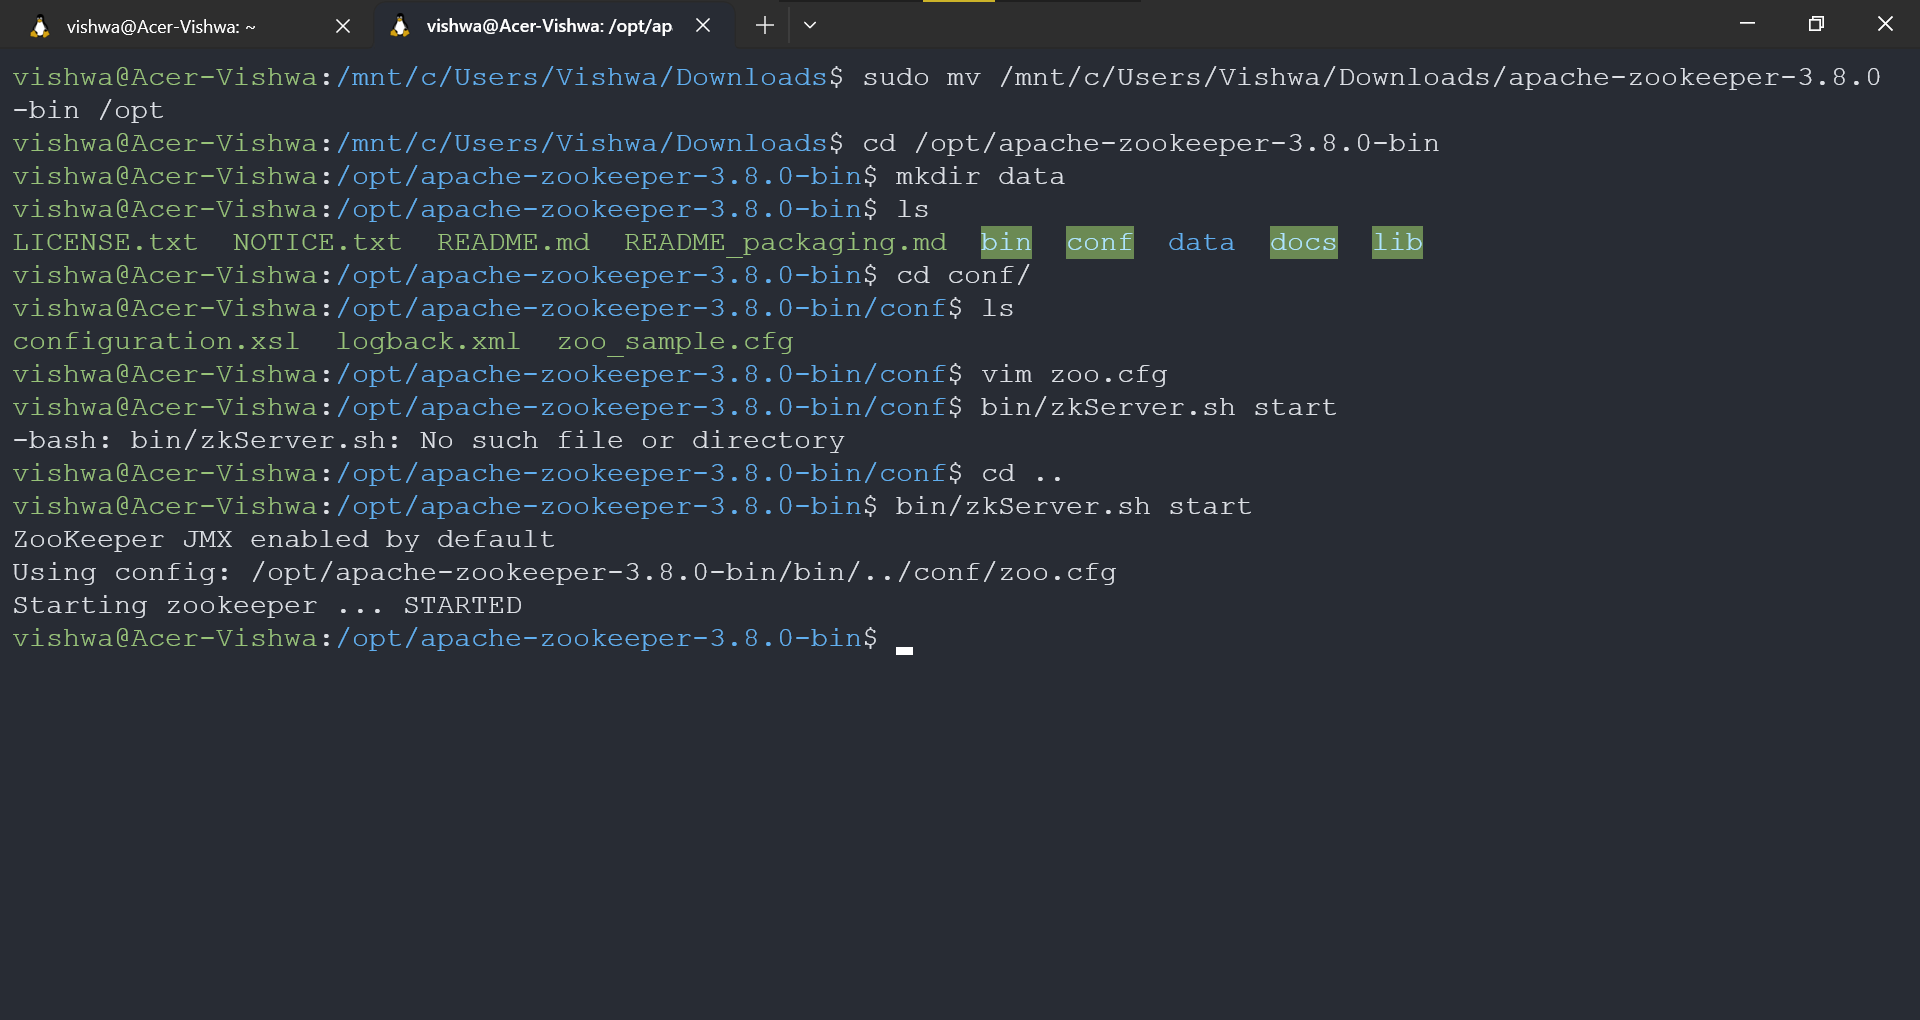 vishwa@Acer-Vishwa: ~
vishwa@Acer-Vishwa: /opt/ap
vishwa@Acer-Vishwa:/mnt/c/Users/Vishwa/Downloads$ sudo mv /mnt/c/Users/Vishwa/Downloads/apache-zookeeper-3.8.0
-bin /opt
vishwa@Acer-Vishwa:/mnt/c/Users/Vishwa/Downloads$ cd /opt/apache-zookeeper-3.8.0-bin
vishwa@Acer-Vishwa:/opt/apache-zookeeper-3.8.0-bin$ mkdir data
vishwa@Acer-Vishwa:/opt/apache-zookeeper-3.8.0-bin$ ls
LICENSE.txt  NOTICE.txt  README.md  README_packaging.md  bin  conf  data  docs  lib
vishwa@Acer-Vishwa:/opt/apache-zookeeper-3.8.0-bin$ cd conf/
vishwa@Acer-Vishwa:/opt/apache-zookeeper-3.8.0-bin/conf$ ls
configuration.xsl  logback.xml  zoo_sample.cfg
vishwa@Acer-Vishwa:/opt/apache-zookeeper-3.8.0-bin/conf$ vim zoo.cfg
vishwa@Acer-Vishwa:/opt/apache-zookeeper-3.8.0-bin/conf$ bin/zkServer.sh start
-bash: bin/zkServer.sh: No such file or directory
vishwa@Acer-Vishwa:/opt/apache-zookeeper-3.8.0-bin/conf$ cd ..
vishwa@Acer-Vishwa:/opt/apache-zookeeper-3.8.0-bin$ bin/zkServer.sh start
ZooKeeper JMX enabled by default
Using config: /opt/apache-zookeeper-3.8.0-bin/bin/../conf/zoo.cfg
Starting zookeeper ... STARTED
vishwa@Acer-Vishwa:/opt/apache-zookeeper-3.8.0-bin$